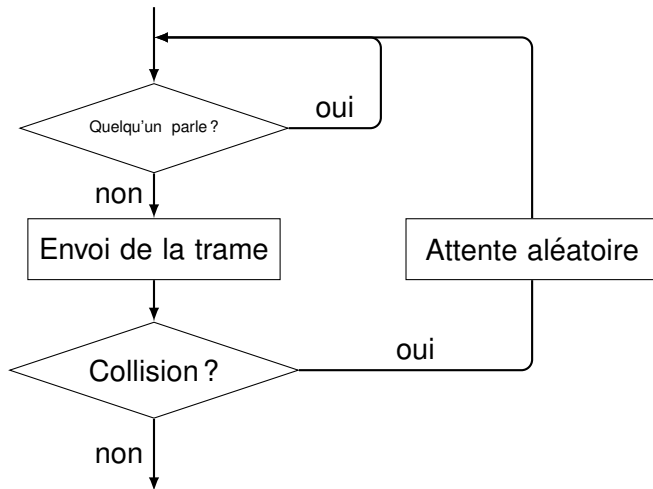 oui
Quelqu'un parle ?
non
Envoi de la trame
Attente aléatoire
oui
Collision ?
non